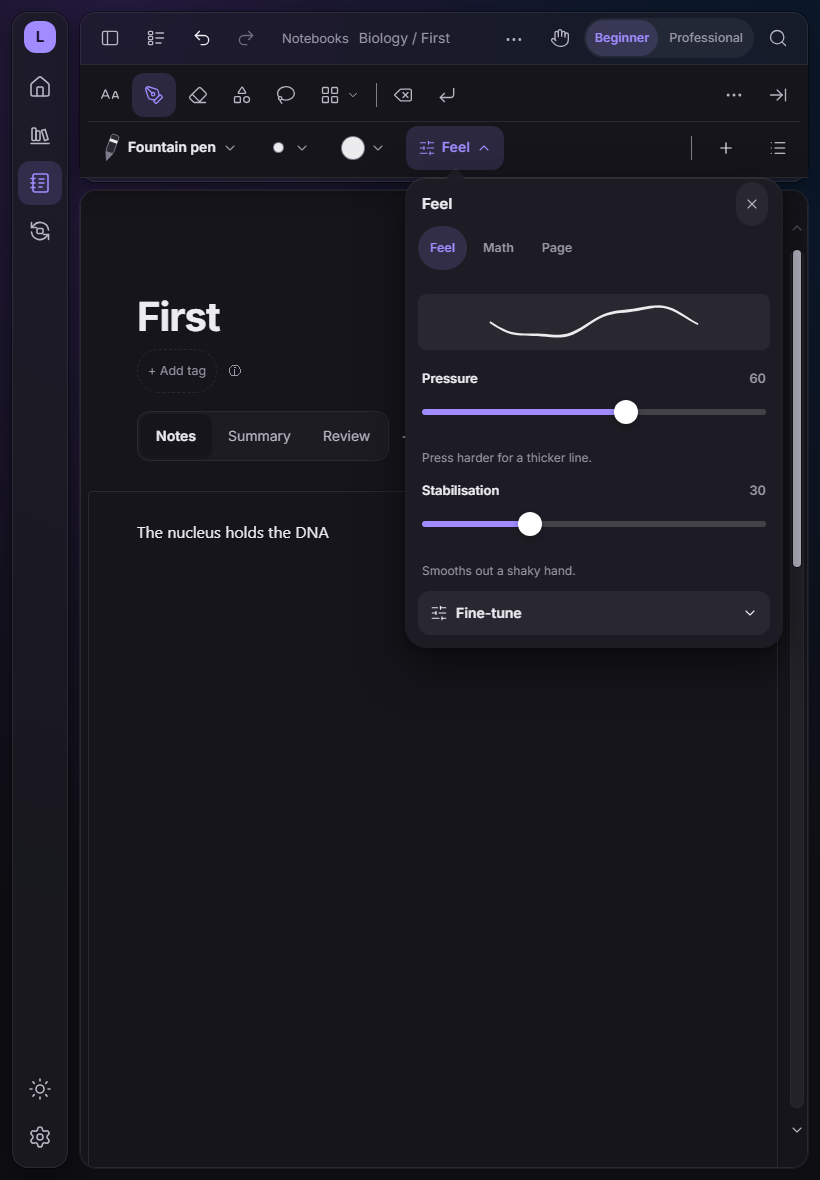 L
Notebooks Biology / First
Beginner Professional
AA
Fountain pen
Feel
Feel
Feel Math Page
First
+ Add tag
Pressure 60
Notes Summary Review
Press harder for a thicker line.
Stabilisation 30
The nucleus holds the DNA
Smooths out a shaky hand.
Fine-tune